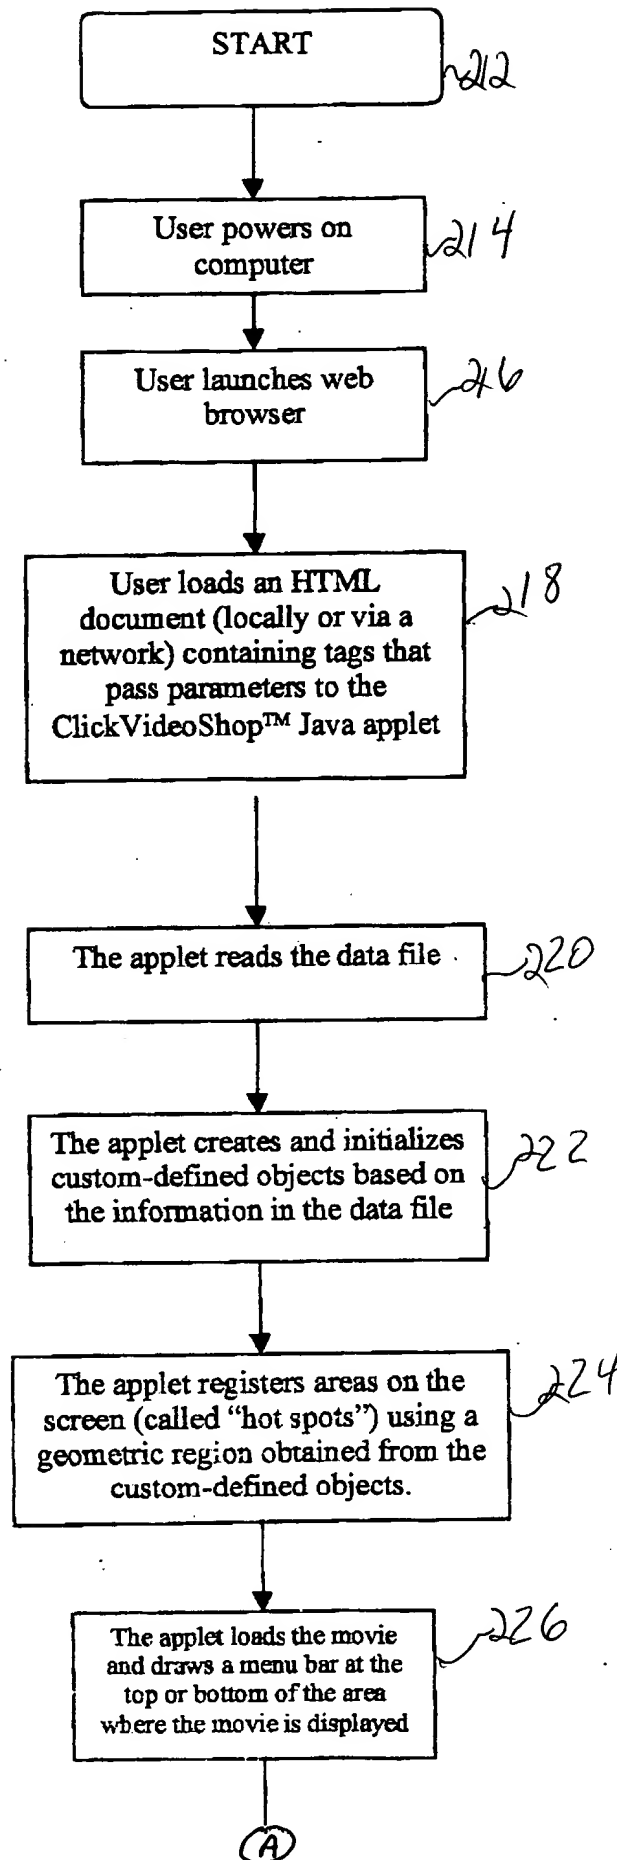 START
212
User powers on
computer
214
User launches web
browser
216
User loads an HTML
document (locally or via a
network) containing tags that
pass parameters to the
ClickVideoShop™ Java applet
218
The applet reads the data file
220
The applet creates and initializes
custom-defined objects based on
the information in the data file
222
The applet registers areas on the
screen (called “hot spots”) using a
geometric region obtained from the
custom-defined objects.
224
The applet loads the movie
and draws a menu bar at the
top or bottom of the area
where the movie is displayed
226
A